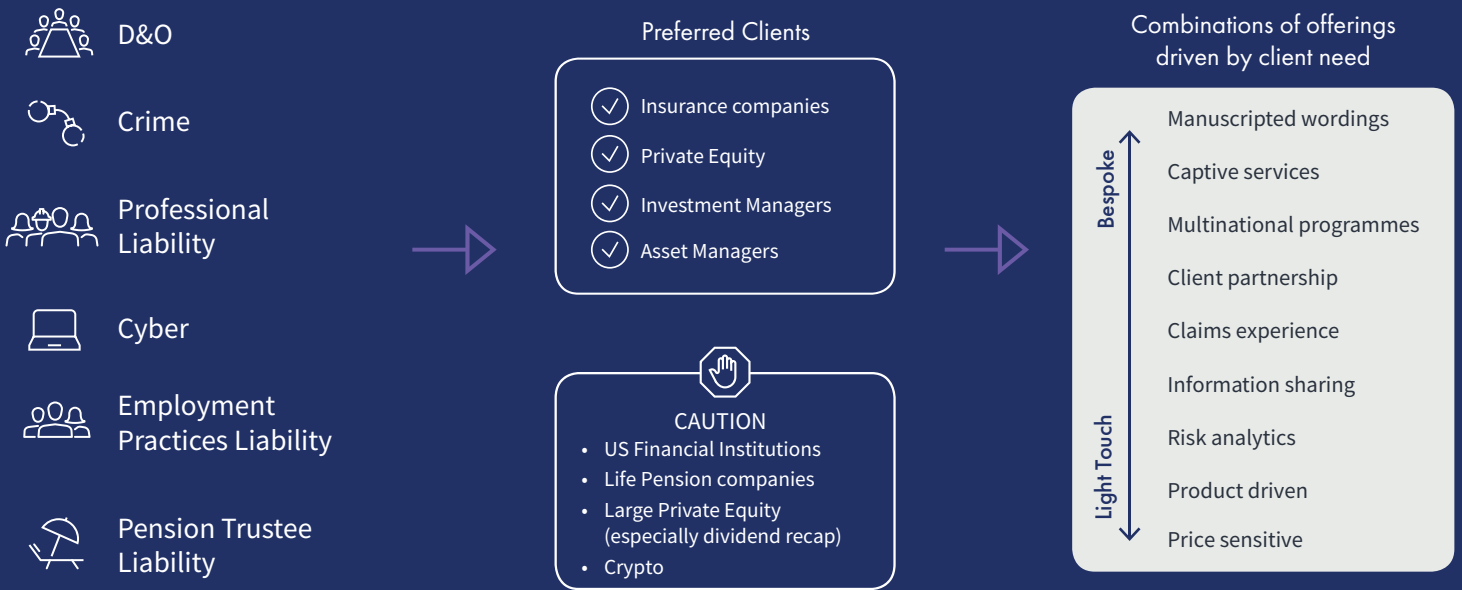 D&O
Crime
Professional
Liability
Cyber
Employment
Practices Liability
Pension Trustee
Liability
Preferred Clients
Insurance companies
Private Equity
Investment Managers
Asset Managers
CAUTION
• US Financial Institutions
• Life Pension companies
• Large Private Equity
(especially dividend recap)
• Crypto
Combinations of offerings
driven by client need
Bespoke
Light Touch
Manuscripted wordings
Captive services
Multinational programmes
Client partnership
Claims experience
Information sharing
Risk analytics
Product driven
Price sensitive